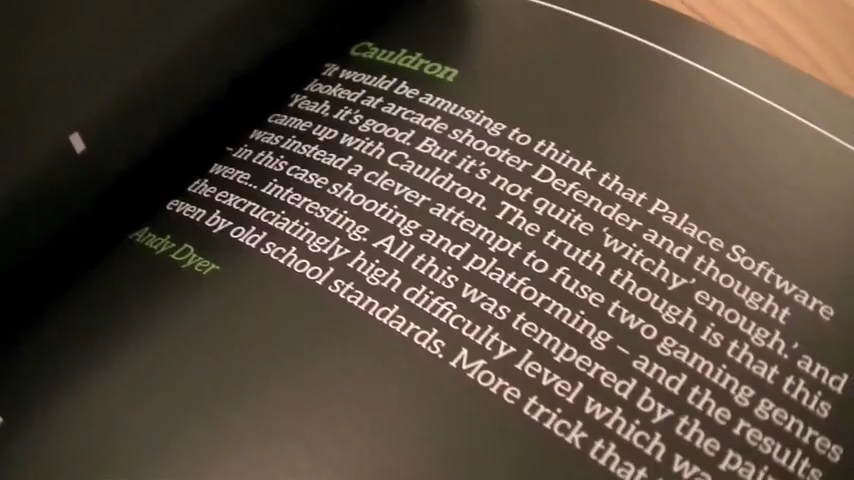 Cauldron
"It would be amusing to think that Palace Software
looked at arcade shooter Defender and thought
'Yeah, it's good. But it's not quite 'witchy' enough.' and
came up with Cauldron. The truth though is that this
was instead a clever attempt to fuse two gaming genres
– in this case shooting and platforming – and the results
were... interesting. All this was tempered by the
the excruciatingly high difficulty level which
even by old school standards. More trick that
Andy Dyer